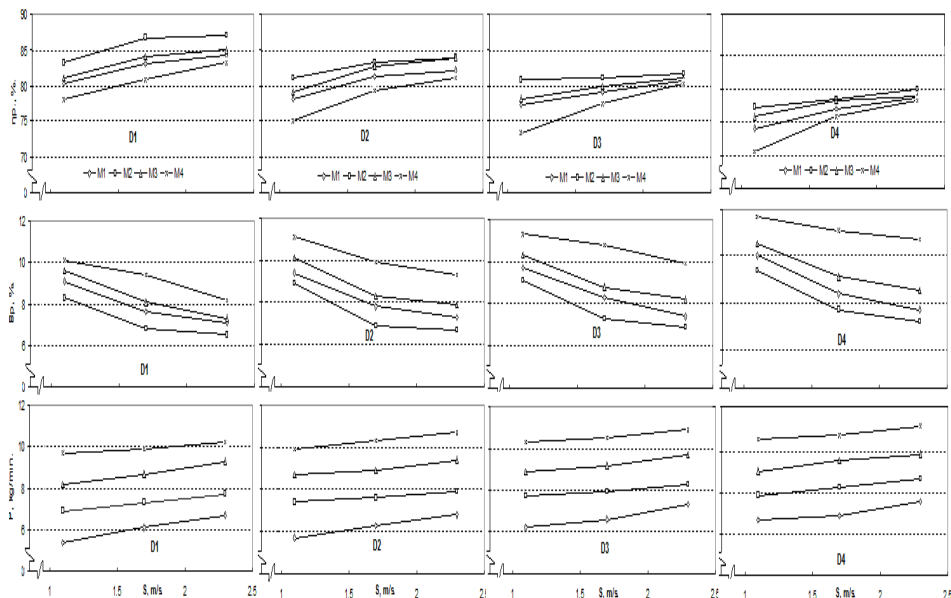 90
85
80
75
70
0
ηp., %.
D1
D2
D3
D4
M1 M2 M3 M4
M1 M2 M3 M4
M1 M2 M3 M4
M1 M2 M3 M4
12
10
8
6
0
Bp., %.
D1
D2
D3
D4
12
10
8
6
0
P, kg/min.
D1
D2
D3
D4
1 1.5 S, m/s 2 2.5
1 1.5 S, m/s. 2 2.5
1 1.5 S, m/s. 2 2.5
1 1.5 S, m/s. 2 2.5